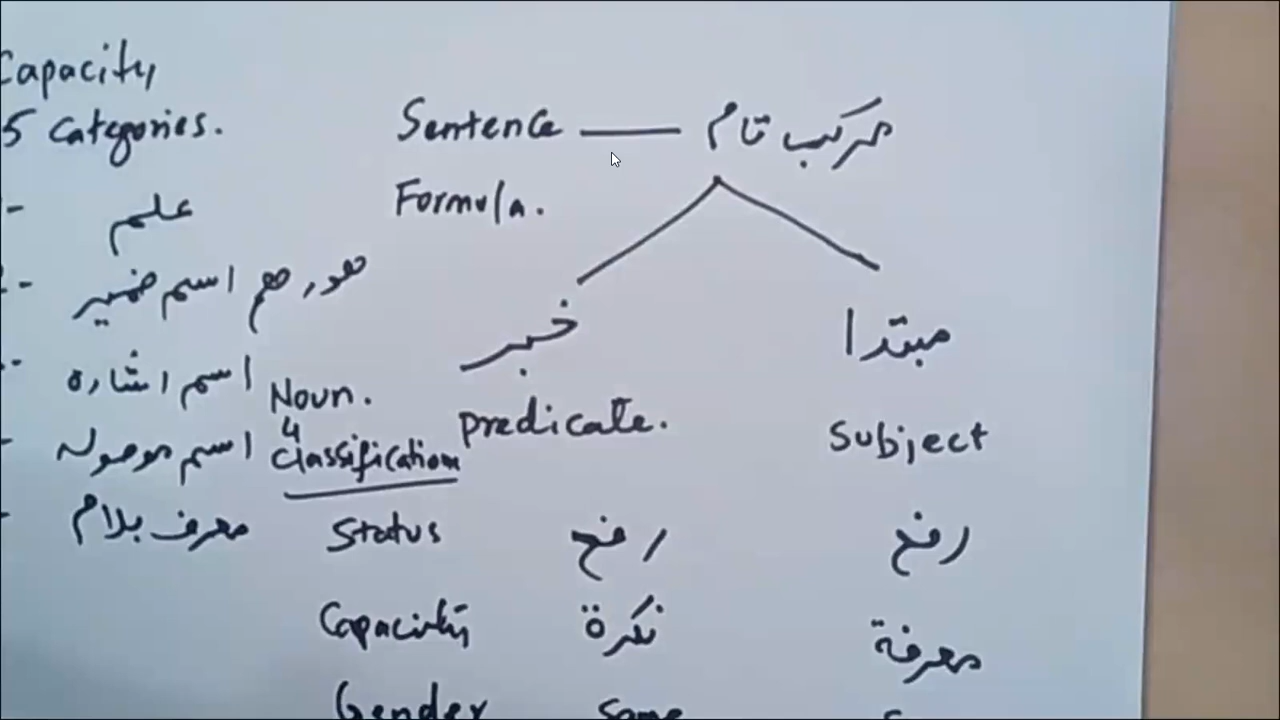 Capacity
5 Categories.
علم
هو، هم اسم ضمير
اسم اشاره
اسم موصوله
معرف بلام
Sentence — مركب تام
Formula.
خبر مبتدا
predicate. Subject
Noun.
4
classification
Status رفع رفع
Capacity نكرة معرفة
Gender Same